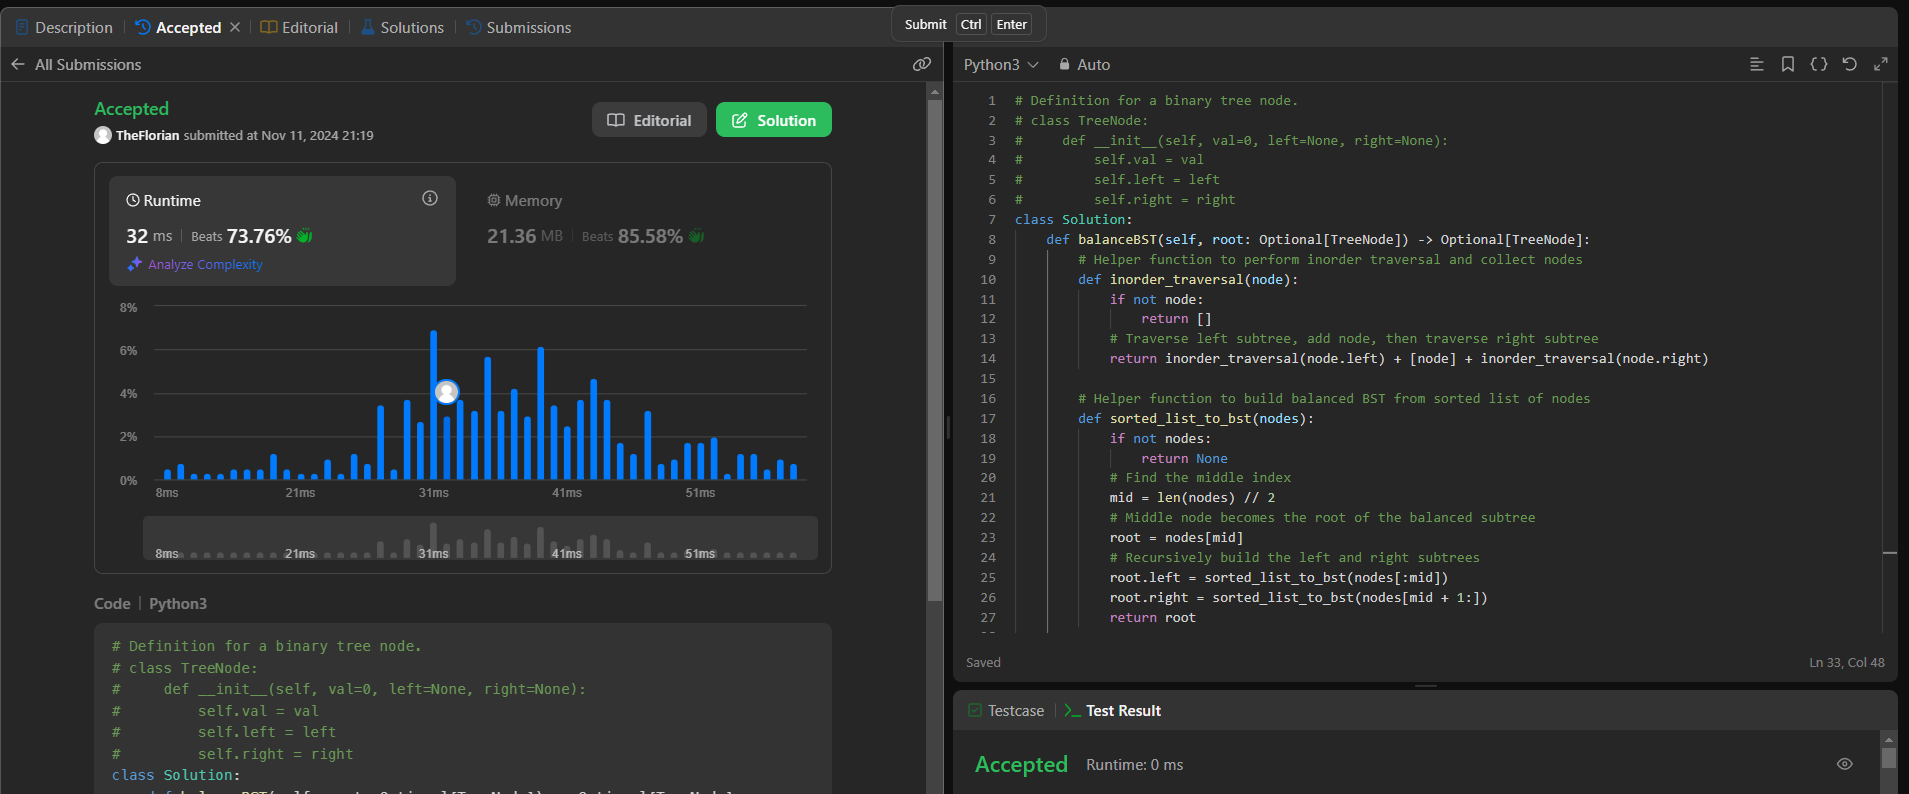 Description
Accepted
Editorial
Solutions
Submissions
Submit Ctrl Enter
All Submissions
Accepted
TheFlorian submitted at Nov 11, 2024 21:19
Editorial
Solution
Runtime
32 ms | Beats 73.76%
Analyze Complexity
Memory
21.36 MB | Beats 85.58%
8%
6%
4%
2%
0%
8ms 21ms 31ms 41ms 51ms
8ms 21ms 31ms 41ms 51ms
Code | Python3
# Definition for a binary tree node.
# class TreeNode:
#     def __init__(self, val=0, left=None, right=None):
#         self.val = val
#         self.left = left
#         self.right = right
class Solution:
Python3 Auto
1 # Definition for a binary tree node.
2 # class TreeNode:
3 #     def __init__(self, val=0, left=None, right=None):
4 #         self.val = val
5 #         self.left = left
6 #         self.right = right
7 class Solution:
8     def balanceBST(self, root: Optional[TreeNode]) -> Optional[TreeNode]:
9         # Helper function to perform inorder traversal and collect nodes
10         def inorder_traversal(node):
11             if not node:
12                 return []
13             # Traverse left subtree, add node, then traverse right subtree
14             return inorder_traversal(node.left) + [node] + inorder_traversal(node.right)
15
16         # Helper function to build balanced BST from sorted list of nodes
17         def sorted_list_to_bst(nodes):
18             if not nodes:
19                 return None
20             # Find the middle index
21             mid = len(nodes) // 2
22             # Middle node becomes the root of the balanced subtree
23             root = nodes[mid]
24             # Recursively build the left and right subtrees
25             root.left = sorted_list_to_bst(nodes[:mid])
26             root.right = sorted_list_to_bst(nodes[mid + 1:])
27             return root
Saved
Ln 33, Col 48
Testcase
Test Result
Accepted Runtime: 0 ms